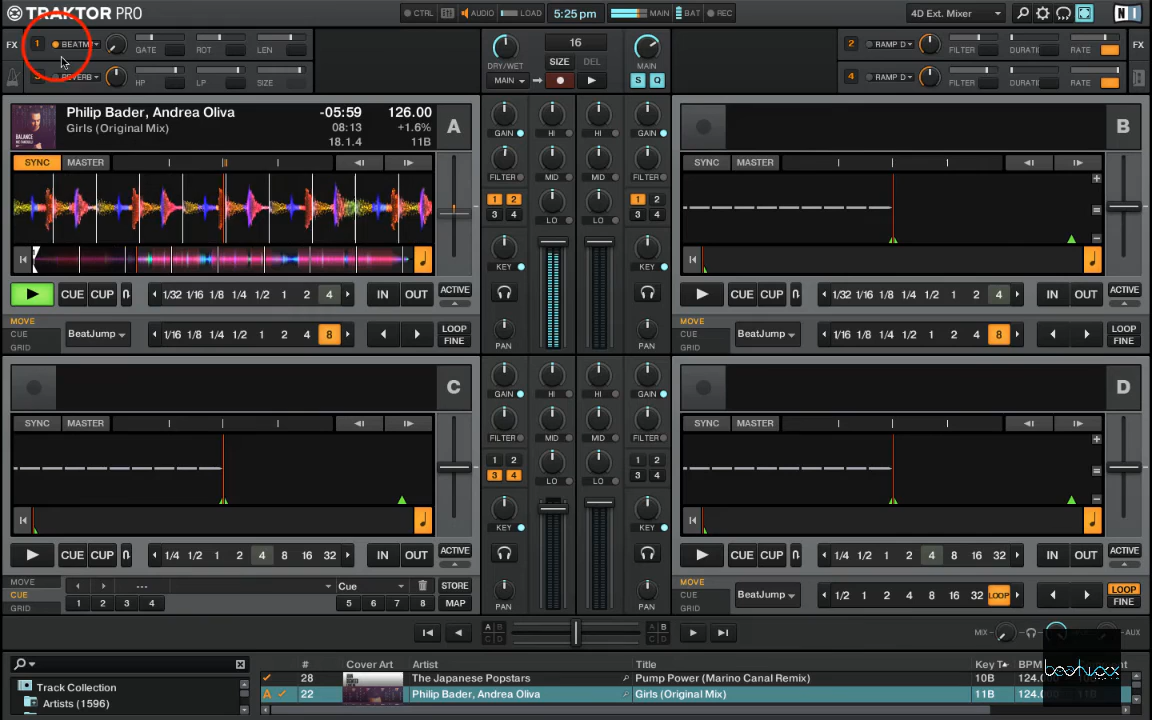 TRAKTOR PRO
CTRL AUDIO LOAD 5:25 pm MAIN BAT REC 4D Ext. Mixer
FX 1 BEATM GATE ROT LEN
3 REVERB HP LP SIZE
DRY/WET 16 SIZE DEL MAIN
MAIN S Q
2 RAMP D FILTER DURATI RATE FX
4 RAMP D FILTER DURATI RATE
Philip Bader, Andrea Oliva -05:59 126.00
Girls (Original Mix) 08:13 +1.6%
18.1.4 11B
BALANCE
A
B
SYNC MASTER
SYNC MASTER
GAIN HI HI GAIN
FILTER MID MID FILTER
1 2 LO LO 1 2
3 4 3 4
KEY KEY
PAN PAN
CUE CUP 1/32 1/16 1/8 1/4 1/2 1 2 4 IN OUT ACTIVE
CUE CUP 1/32 1/16 1/8 1/4 1/2 1 2 4 IN OUT ACTIVE
MOVE
CUE
GRID
BeatJump 1/16 1/8 1/4 1/2 1 2 4 8 LOOP
FINE
MOVE
CUE
GRID
BeatJump 1/16 1/8 1/4 1/2 1 2 4 8 LOOP
FINE
C
D
SYNC MASTER
SYNC MASTER
GAIN HI HI GAIN
FILTER MID MID FILTER
1 2 LO LO 1 2
3 4 3 4
KEY KEY
PAN PAN
CUE CUP 1/4 1/2 1 2 4 8 16 32 IN OUT ACTIVE
CUE CUP 1/4 1/2 1 2 4 8 16 32 IN OUT ACTIVE
MOVE
CUE
GRID
--- Cue STORE
1 2 3 4 5 6 7 8 MAP
MOVE
CUE
GRID
BeatJump 1/2 1 2 4 8 16 32 LOOP LOOP
FINE
A B
C D
A B
C D
MIX AUX
beatvoxx
# Cover Art Artist Title Key T BPM
28 The Japanese Popstars Pump Power (Marino Canal Remix) 10B 124.
A 22 Philip Bader, Andrea Oliva Girls (Original Mix) 11B 124.0
Track Collection
Artists (1596)